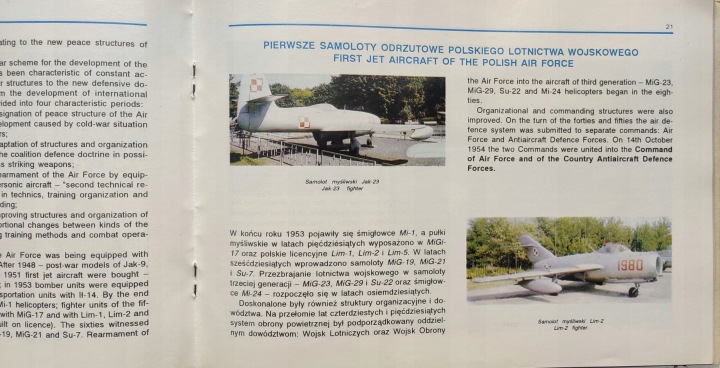 ating to the new peace structures of
ar scheme for the development of the
s been characteristic of constant ac-
r structures to the new defensive do-
m the development of international
vided into four characteristic periods:
signation of peace structure of the Air
elopment caused by cold-war situation
rs;
aptation of structures and organization
the coalition defence doctrine in possi-
s striking weapons;
earmament of the Air Force by equip-
ersonic aircraft – "second technical re-
in technics, training organization and
ding;
proving structures and organization of
ortional changes between kinds of the
g training methods and combat opera-
e Air Force was being equipped with
After 1948 – post-war models of Jap-9,
1951 first jet aircraft were bought –
; in 1953 bomber units were equipped
sportation units with Il-14. By the end
Mi-1 helicopters; fighter units of the fif-
with MiG-17 and with Lim-1, Lim-2 and
uilt on licence). The sixties witnessed
-19, MiG-21 and Su-7. Rearmament of
21
PIERWSZE SAMOLOTY ODRZUTOWE POLSKIEGO LOTNICTWA WOJSKOWEGO
FIRST JET AIRCRAFT OF THE POLISH AIR FORCE
Samolot myśliwski Jak-23
Jak-23 fighter
W końcu roku 1953 pojawiły się śmigłowce Mi-1, a pułki
myśliwskie w latach pięćdziesiątych wyposażono w MiGi-
17 oraz polskie licencyjne Lim-1, Lim-2 i Lim-5. W latach
sześćdziesiątych wprowadzono samoloty MiG-19, MiG-21
i Su-7. Przezbrajanie lotnictwa wojskowego w samoloty
trzeciej generacji – MiG-23, MiG-29 i Su-22 oraz śmigłow-
ce Mi-24 – rozpoczęło się w latach osiemdziesiątych.
Doskonalone były również struktury organizacyjne i do-
wództwa. Na przełomie lat czterdziestych i pięćdziesiątych
system obrony powietrznej był podporządkowany oddziel-
nym dowództwom: Wojsk Lotniczych oraz Wojsk Obrony
the Air Force into the aircraft of third generation – MiG-23,
MiG-29, Su-22 and Mi-24 helicopters began in the eigh-
ties.
Organizational and commanding structures were also
improved. On the turn of the forties and fifties the air de-
fence system was submitted to separate commands: Air
Force and Antiaircraft Defence Forces. On 14th October
1954 the two Commands were united into the Command
of Air Force and of the Country Antiaircraft Defence
Forces.
1980
Samolot myśliwski Lim-2
Lim-2 fighter